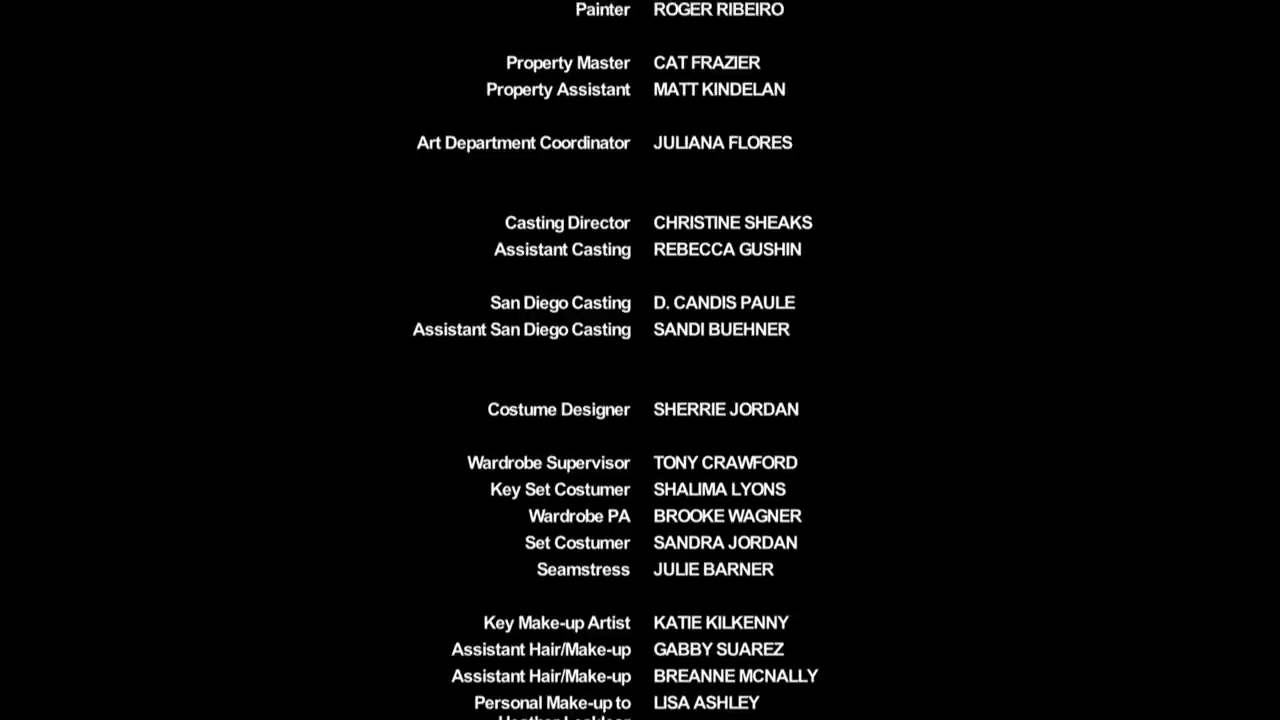 Painter ROGER RIBEIRO
Property Master CAT FRAZIER
Property Assistant MATT KINDELAN
Art Department Coordinator JULIANA FLORES
Casting Director CHRISTINE SHEAKS
Assistant Casting REBECCA GUSHIN
San Diego Casting D. CANDIS PAULE
Assistant San Diego Casting SANDI BUEHNER
Costume Designer SHERRIE JORDAN
Wardrobe Supervisor TONY CRAWFORD
Key Set Costumer SHALIMA LYONS
Wardrobe PA BROOKE WAGNER
Set Costumer SANDRA JORDAN
Seamstress JULIE BARNER
Key Make-up Artist KATIE KILKENNY
Assistant Hair/Make-up GABBY SUAREZ
Assistant Hair/Make-up BREANNE MCNALLY
Personal Make-up to LISA ASHLEY